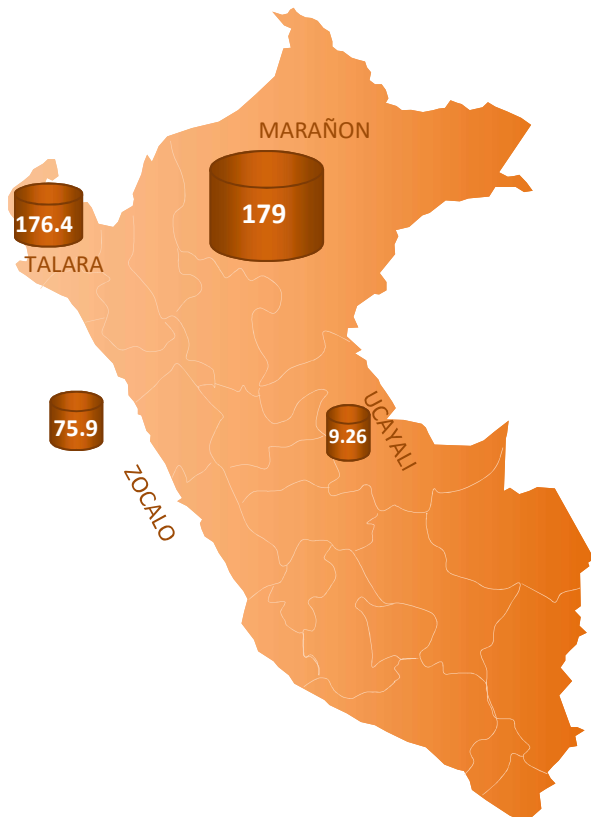 MARAÑON
179
176.4
TALARA
75.9
UCAYALI
9.26
ZOCALO